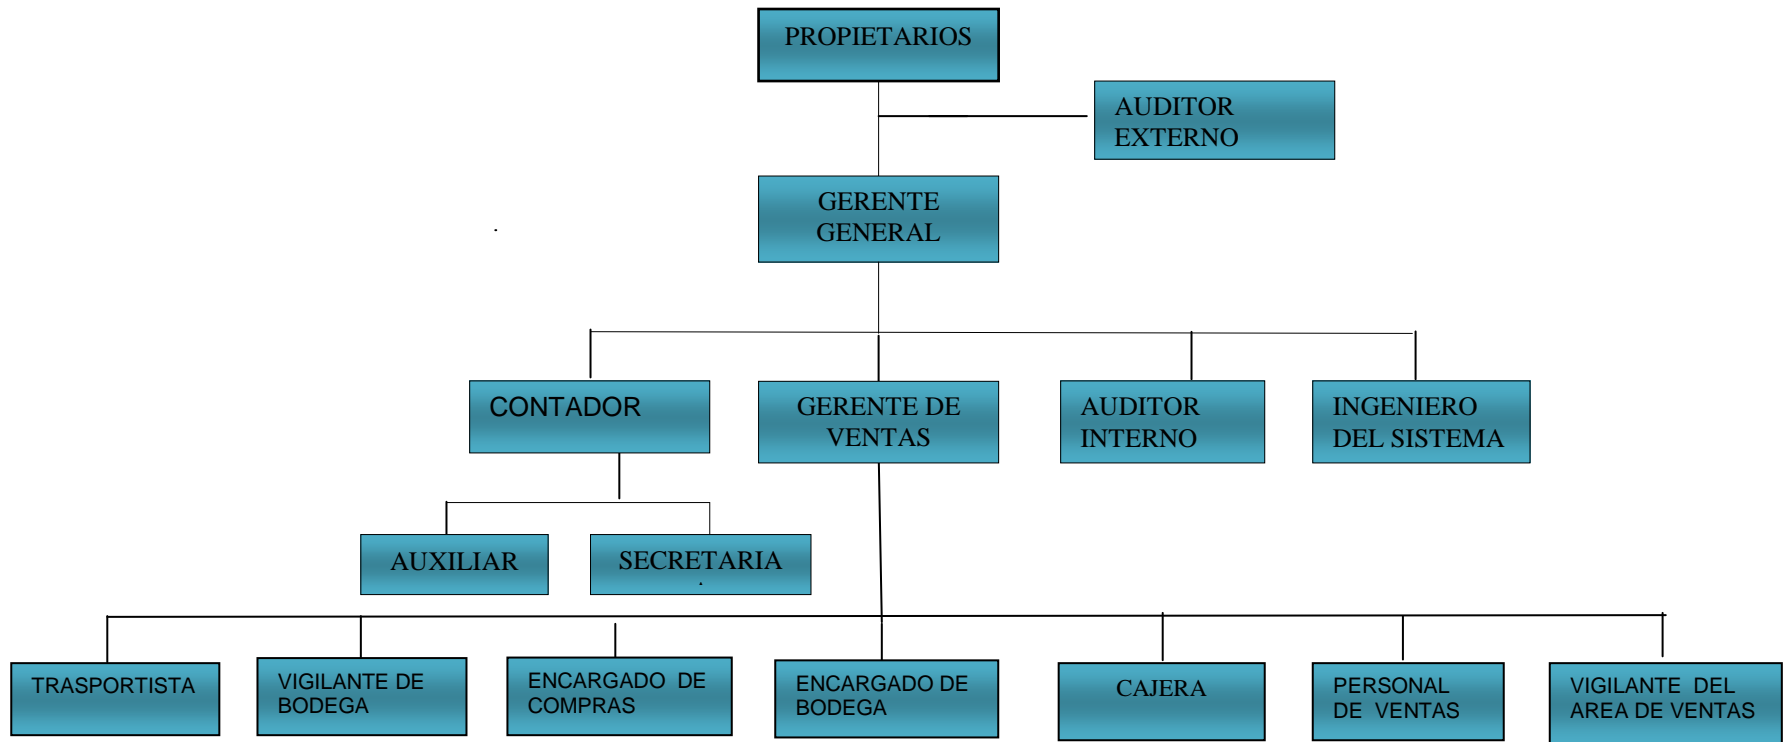 PROPIETARIOS
AUDITOR
EXTERNO
GERENTE
GENERAL
CONTADOR
GERENTE DE
VENTAS
AUDITOR
INTERNO
INGENIERO
DEL SISTEMA
AUXILIAR
SECRETARIA
TRASPORTISTA
VIGILANTE DE
BODEGA
ENCARGADO DE
COMPRAS
ENCARGADO DE
BODEGA
CAJERA
PERSONAL
DE VENTAS
VIGILANTE DEL
AREA DE VENTAS